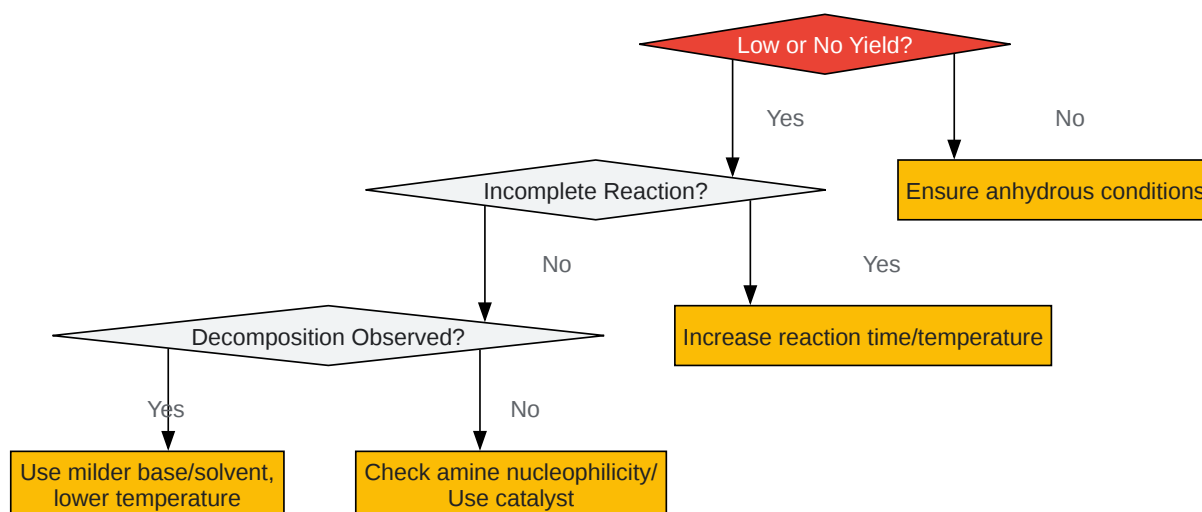 Low or No Yield?
Yes
No
Incomplete Reaction?
Ensure anhydrous conditions
No
Yes
Decomposition Observed?
Increase reaction time/temperature
Yes
No
Use milder base/solvent,
lower temperature
Check amine nucleophilicity/
Use catalyst